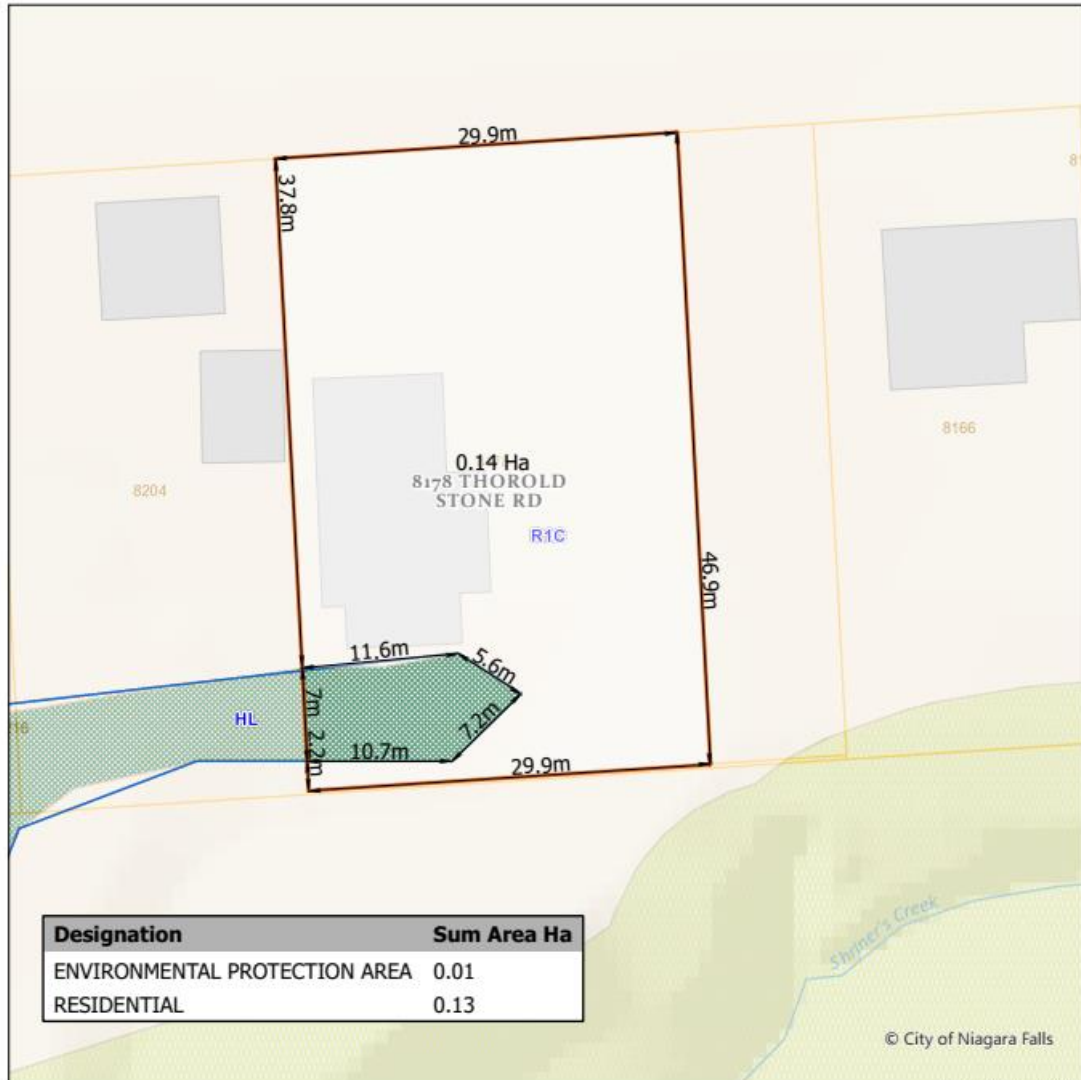 29.9m
37.8m
8204
0.14 Ha
8178 THOROLD
STONE RD
R1C
8166
46.9m
11.6m
5.6m
7m
HL
7.2m
2.2m
10.7m
29.9m
Designation Sum Area Ha
ENVIRONMENTAL PROTECTION AREA 0.01
RESIDENTIAL 0.13
Shriner's Creek
© City of Niagara Falls